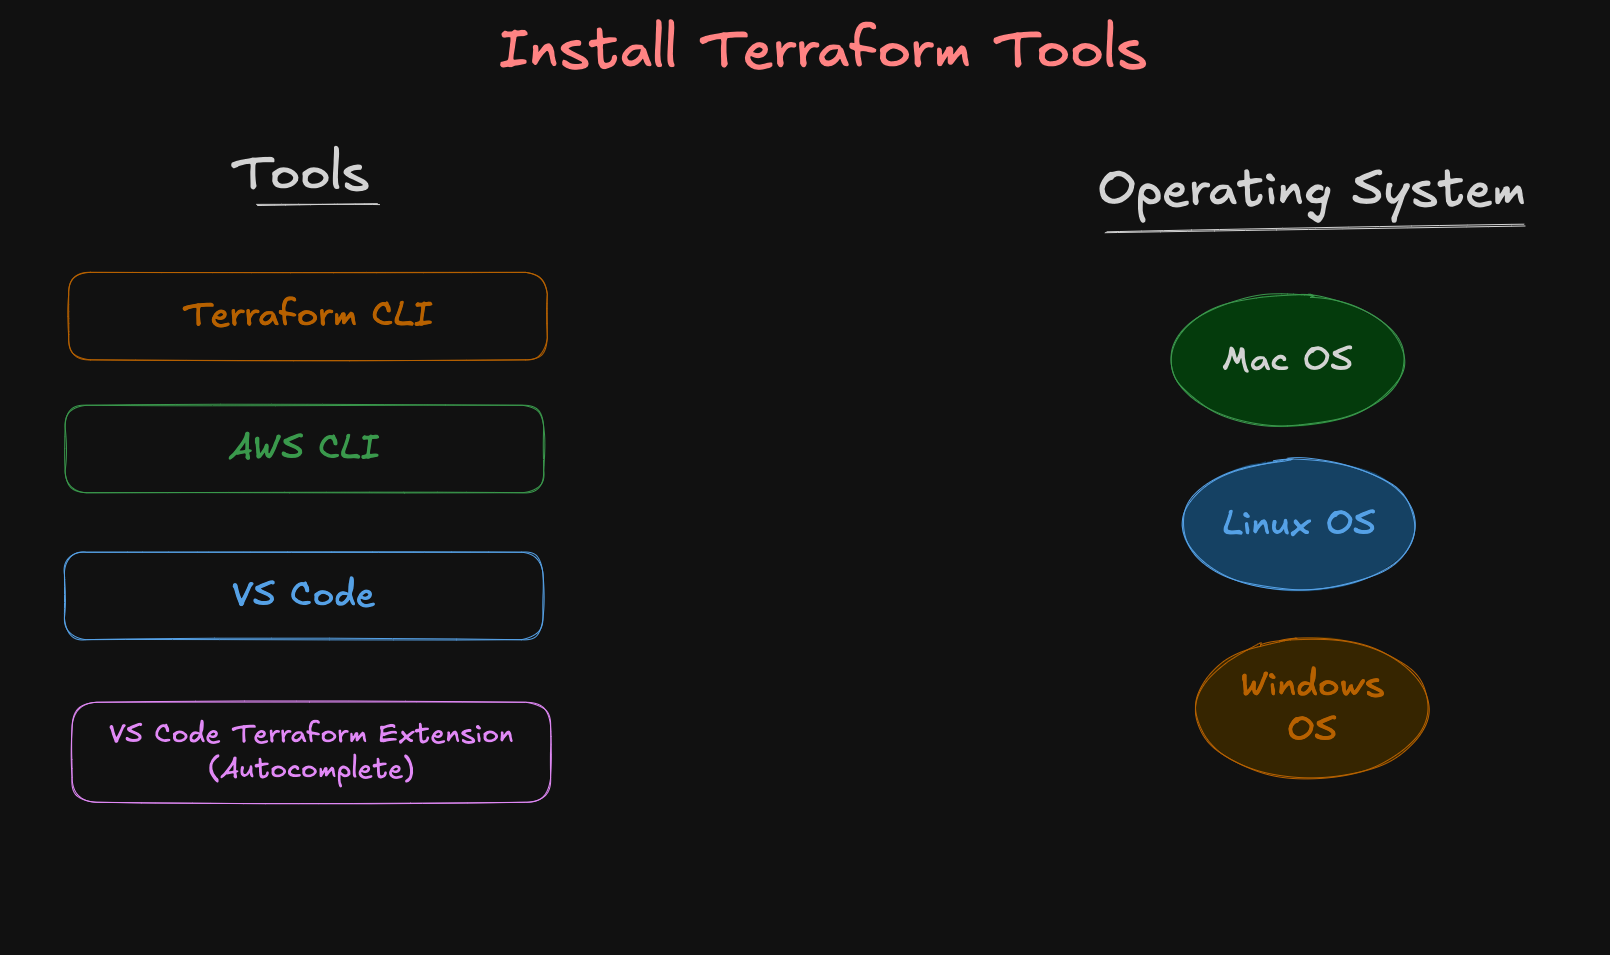 Install Terraform Tools
Tools
Terraform CLI
AWS CLI
VS Code
VS Code Terraform Extension
(Autocomplete)
Operating System
Mac OS
Linux OS
Windows
OS